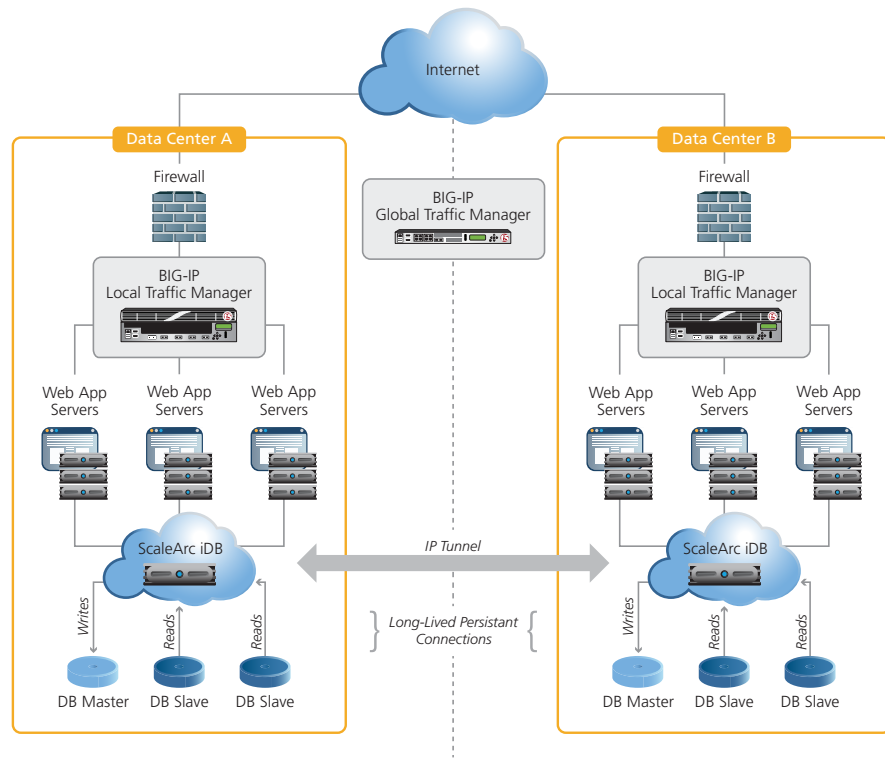 Internet
Data Center A
Data Center B
Firewall
Firewall
BIG-IP
Global Traffic Manager
BIG-IP
Local Traffic Manager
BIG-IP
Local Traffic Manager
Web App
Servers
Web App
Servers
Web App
Servers
Web App
Servers
Web App
Servers
Web App
Servers
ScaleArc iDB
IP Tunnel
ScaleArc iDB
Writes
Reads
Reads
Long-Lived Persistant
Connections
Writes
Reads
Reads
DB Master
DB Slave
DB Slave
DB Master
DB Slave
DB Slave